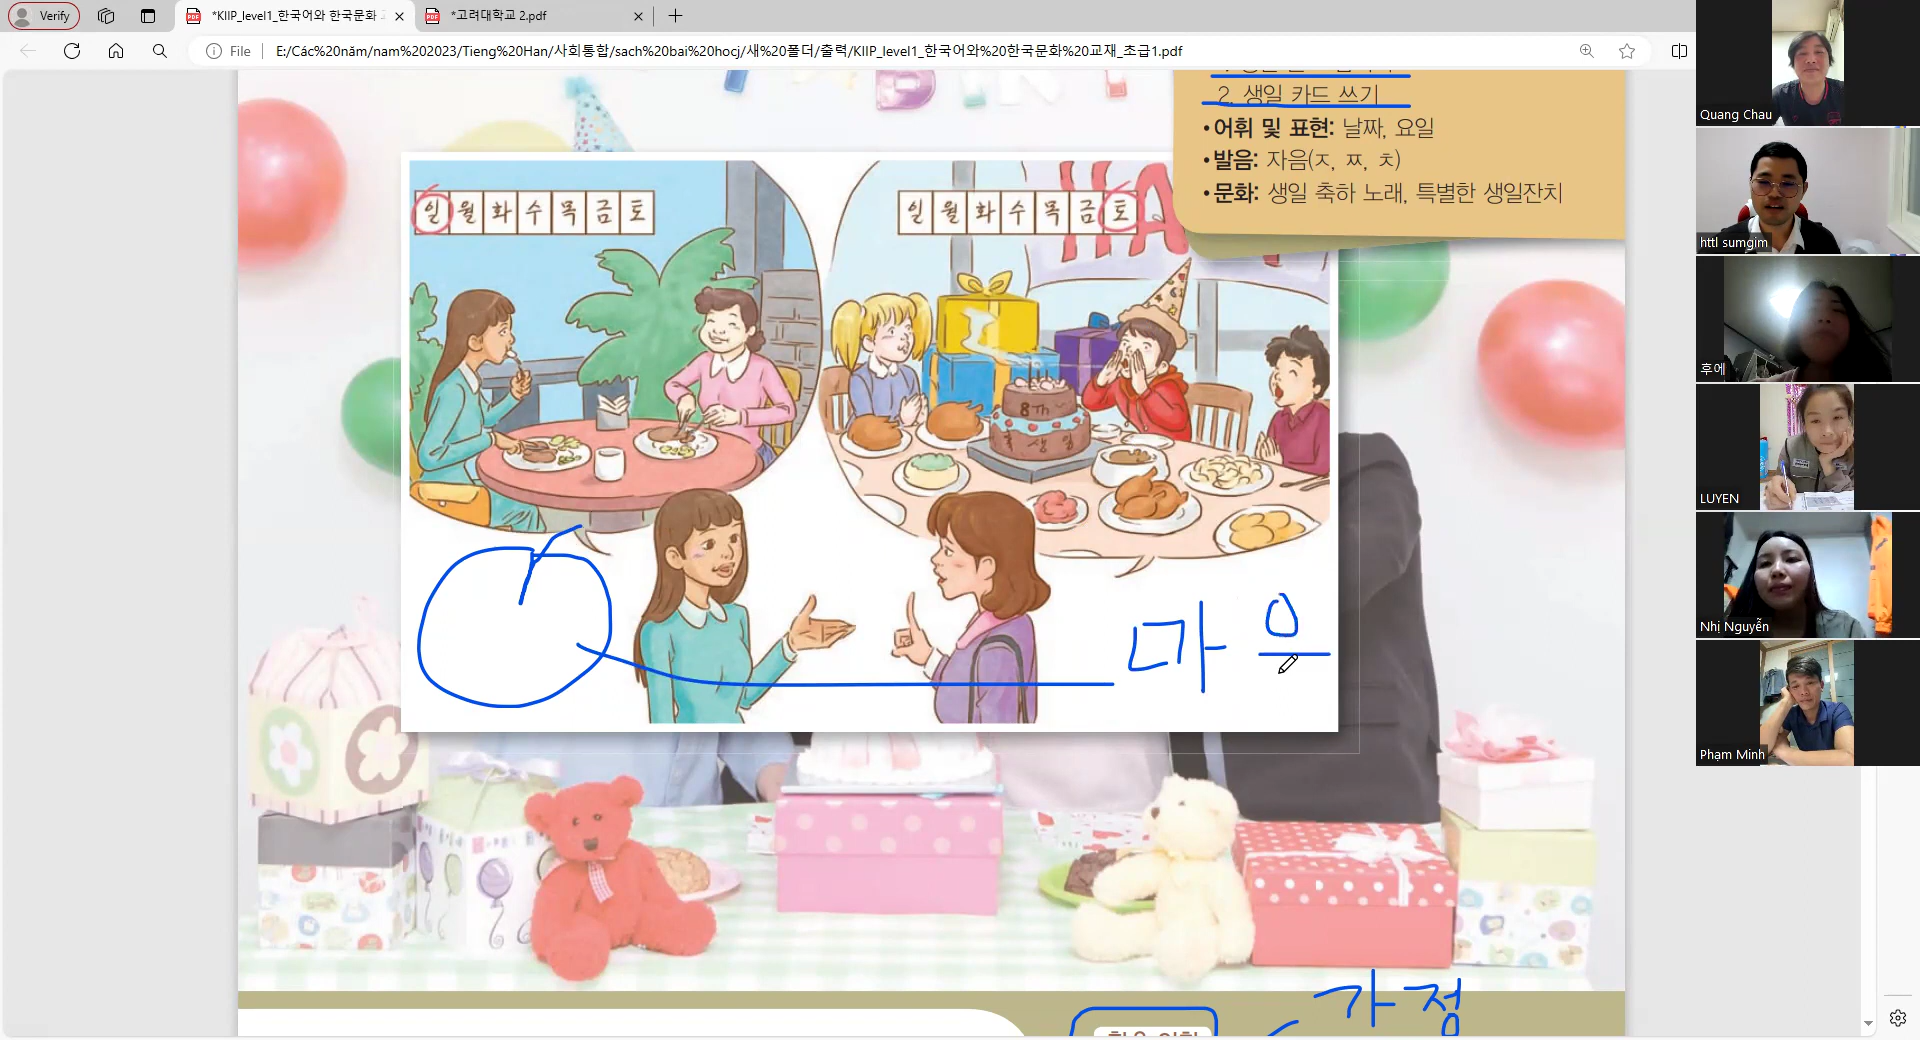 Verify
*KIIP_level1_한국어와 한국문화
*고려대학교 2.pdf
File
E:/Các%20năm/nam%202023/Tieng%20Han/사회통합/sach%20bai%20hocj/새%20폴더/출력/KIIP_level1_한국어와%20한국문화%20교재_초급1.pdf
2. 생일 카드 쓰기
•어휘 및 표현: 날짜, 요일
•발음: 자음(ㅈ, ㅉ, ㅊ)
•문화: 생일 축하 노래, 특별한 생일잔치
일 월 화 수 목 금 토
일 월 화 수 목 금 토
8th
생일
마 으
가정
Quang Chau
httl sumgim
후에
LUYEN
Nhị Nguyễn
Phạm Minh